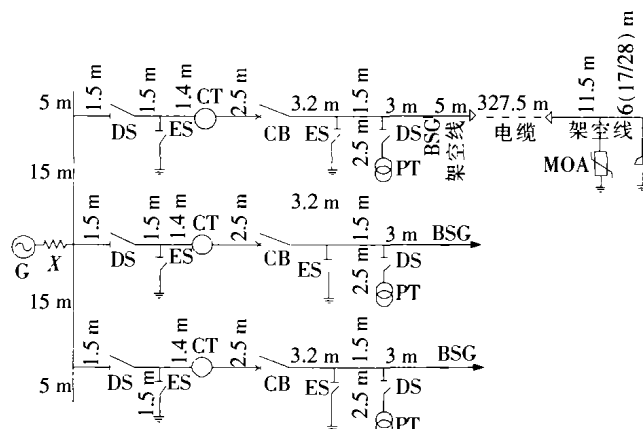 5 m
1.5 m
DS
1.5 m
ES
1.4 m
CT
2.5 m
CB
3.2 m
ES
1.5 m
2.5 m
DS
PT
3 m
BSG
5 m
架空线
327.5 m
电缆
架空线
11.5 m
6(17/28) m
MOA
15 m
G
X
1.5 m
DS
1.5 m
ES
1.4 m
CT
2.5 m
CB
3.2 m
ES
1.5 m
2.5 m
DS
PT
3 m
BSG
15 m
5 m
1.5 m
DS
1.5 m
ES
1.4 m
CT
2.5 m
CB
3.2 m
ES
1.5 m
2.5 m
DS
PT
3 m
BSG